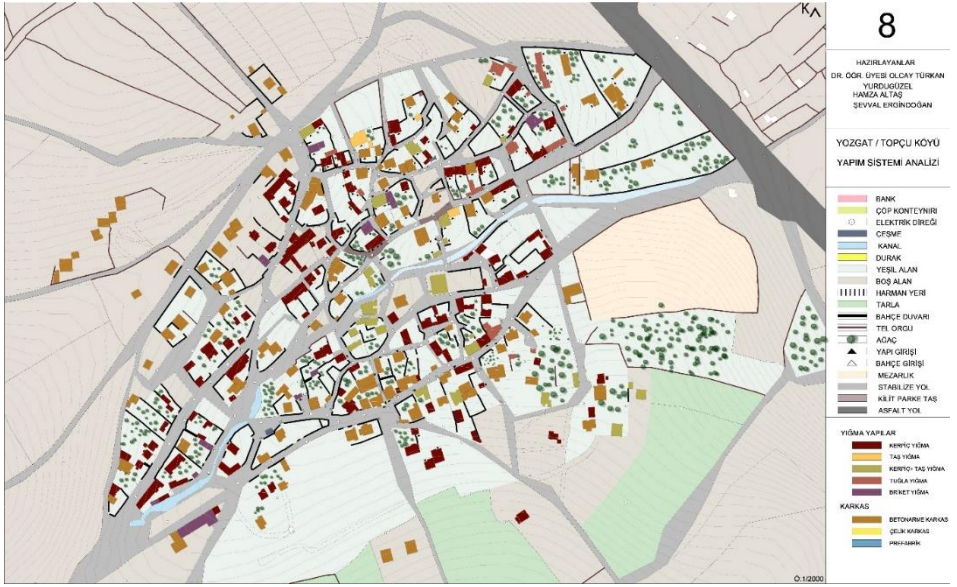 K
8
HAZIRLAYANLAR
DR. ÖĞR. ÜYESİ OLCAY TÜRKAN
YURDUGÜZEL
HAMZA ALTAŞ
ŞEVVAL ERGİNDOĞAN
YOZGAT / TOPÇU KÖYÜ
YAPIM SİSTEMİ ANALİZİ
BANK
ÇÖP KONTEYNIRI
ELEKTRİK DİREĞİ
ÇEŞME
KANAL
DURAK
YEŞİL ALAN
BOŞ ALAN
HARMAN YERİ
TARLA
BAHÇE DUVARI
TEL ÖRGÜ
AĞAÇ
YAPI GİRİŞİ
BAHÇE GİRİŞİ
MEZARLIK
STABİLİZE YOL
KİLİT PARKE TAŞ
ASFALT YOL
YIĞMA YAPILAR
KERPİÇ YIĞMA
TAŞ YIĞMA
KERPİÇ+ TAŞ YIĞMA
TUĞLA YIĞMA
BRİKET YIĞMA
KARKAS
BETONARME KARKAS
ÇELİK KARKAS
PREFABRİK
Ö:1/2000